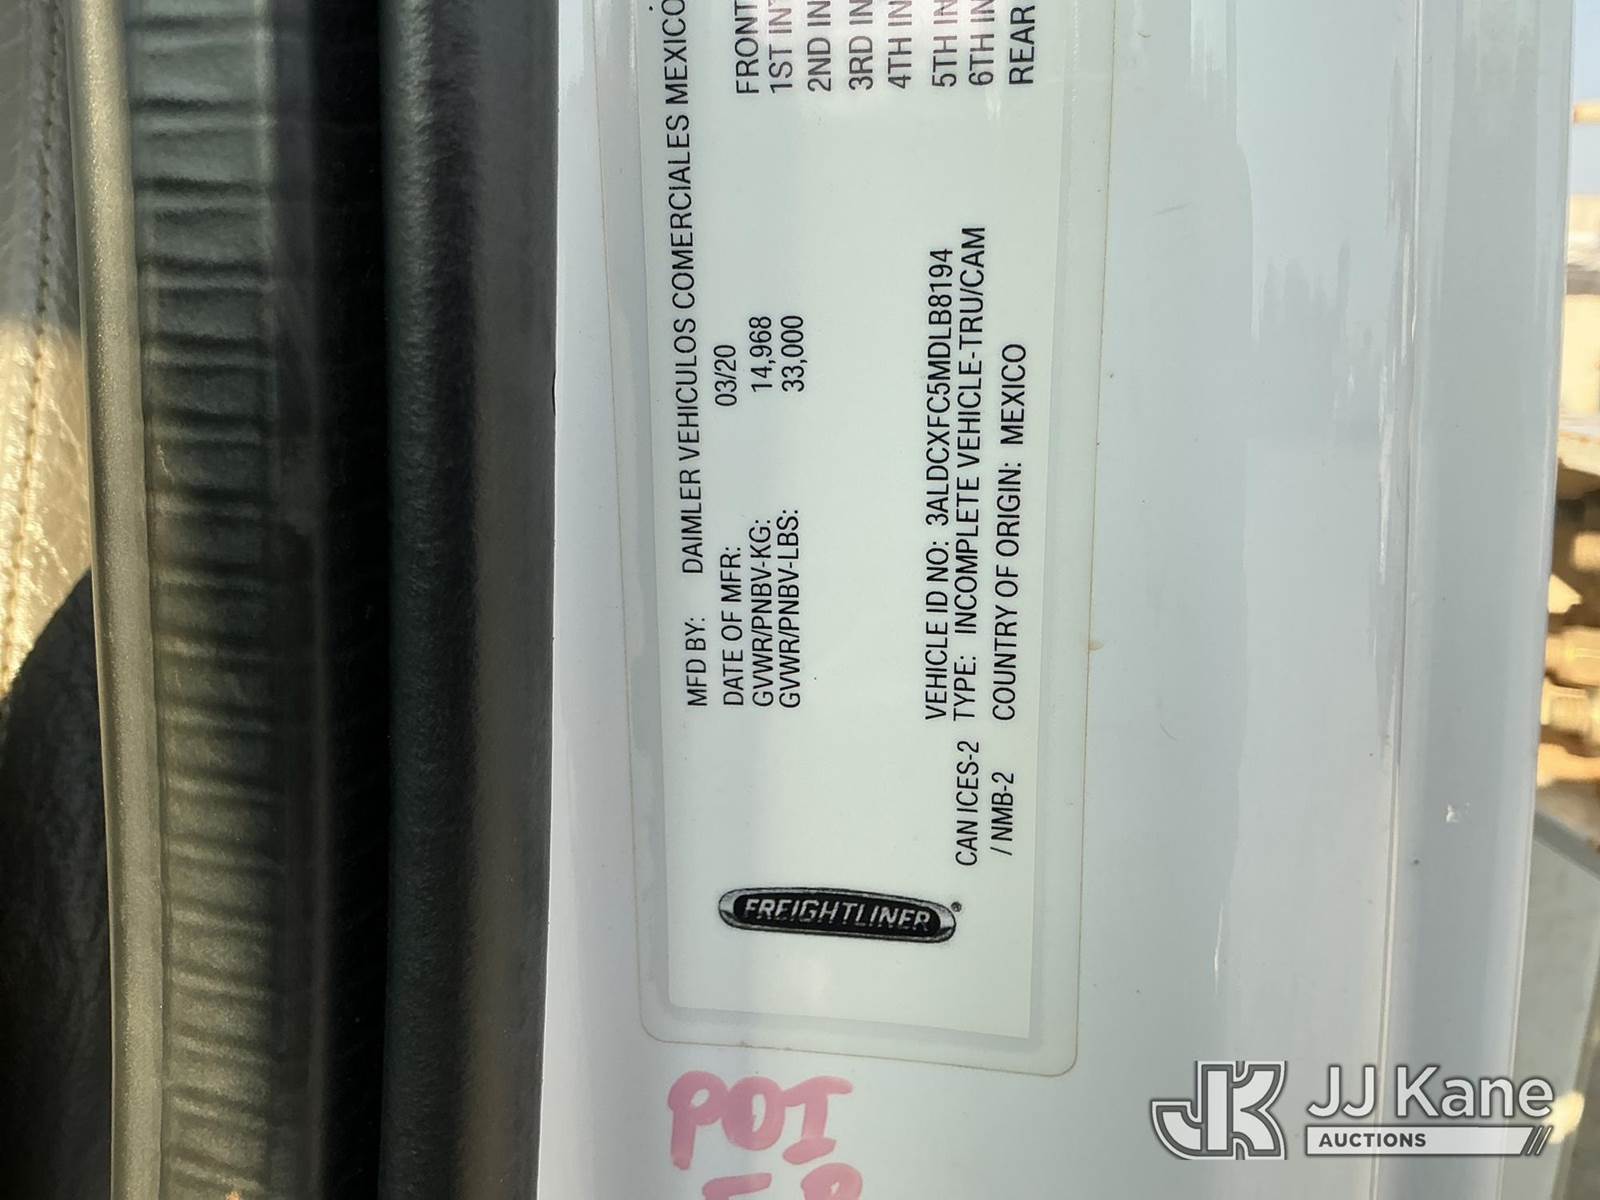 MFD BY: DAIMLER VEHICULOS COMERCIALES MEXICO
DATE OF MFR: 03/20
GVWR/PNBV-KG: 14,968
GVWR/PNBV-LBS: 33,000
FRONT
1ST IN
2ND IN
3RD IN
4TH IN
5TH IN
6TH IN
REAR
VEHICLE ID NO: 3ALDCXFC5MDLB8194
CAN ICES-2 TYPE: INCOMPLETE VEHICLE-TRU/CAM
/ NMB-2 COUNTRY OF ORIGIN: MEXICO
FREIGHTLINER®
JJ Kane
AUCTIONS